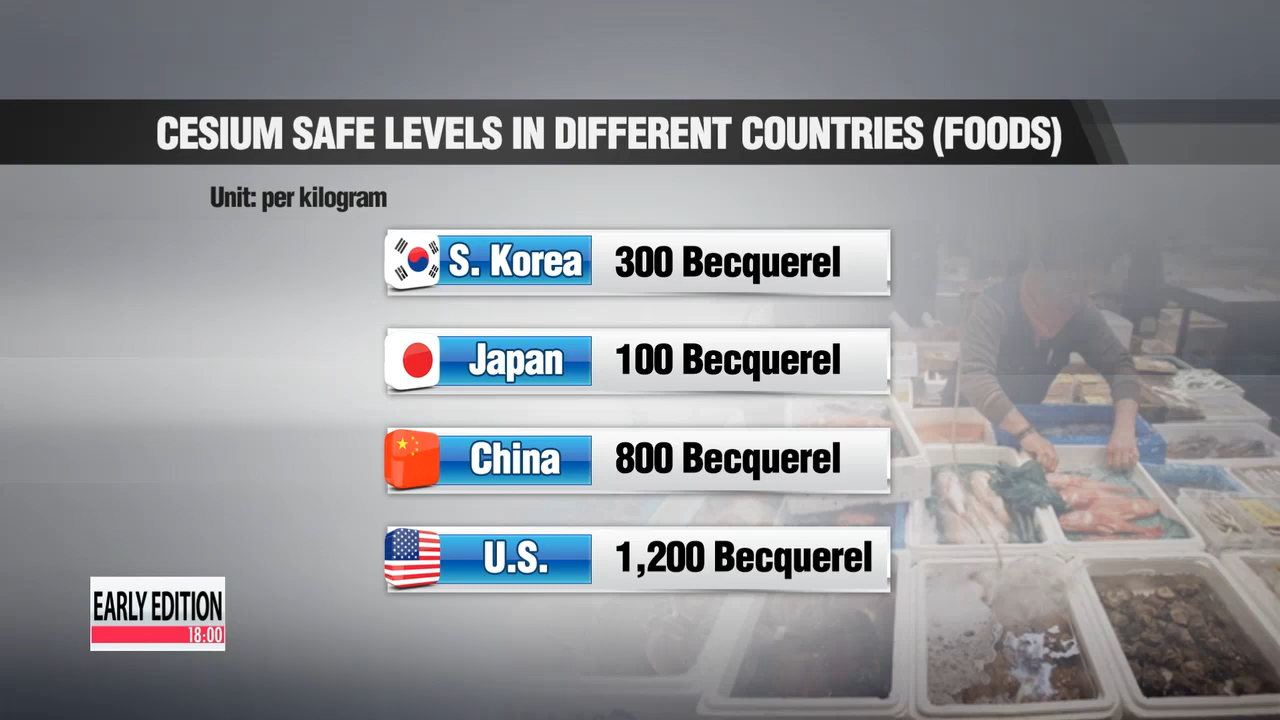 CESIUM SAFE LEVELS IN DIFFERENT COUNTRIES (FOODS)
Unit: per kilogram
S. Korea 300 Becquerel
Japan 100 Becquerel
China 800 Becquerel
U.S. 1,200 Becquerel
EARLY EDITION
18:00